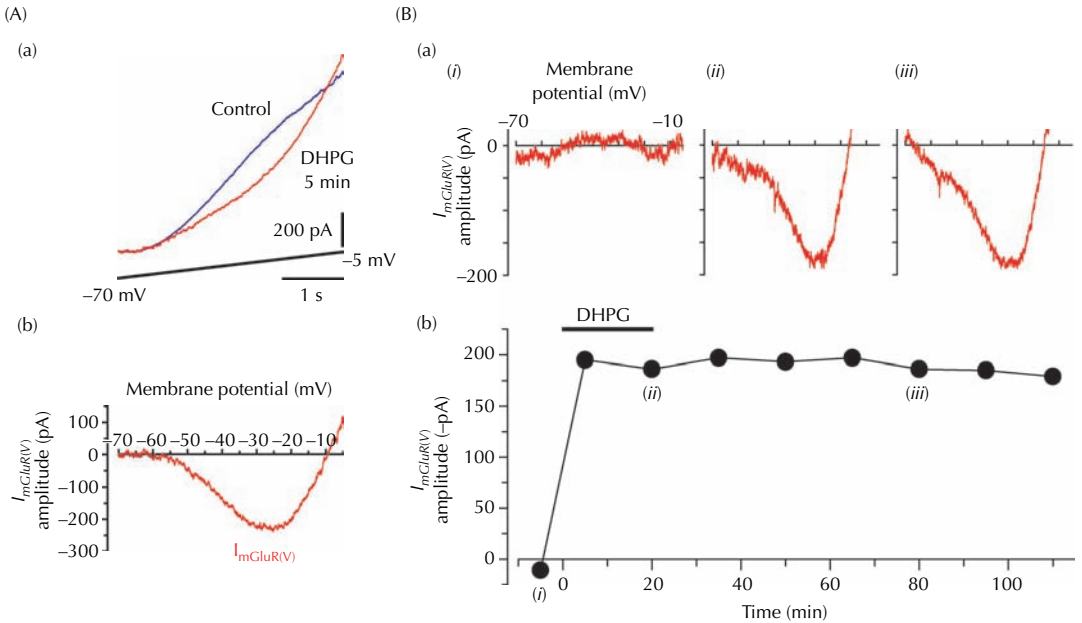 (A)
(a)
Control
DHPG
5 min
200 pA
–5 mV
–70 mV
1 s
(b)
Membrane potential (mV)
100
0
–100
–200
–300
–70 –60 –50 –40 –30 –20 –10
I_mGluR(V)
amplitude (pA)
I_mGluR(V)
(B)
(a)
(i)
Membrane
potential (mV)
–70
–10
0
–200
I_mGluR(V)
amplitude (pA)
(ii)
(iii)
(b)
DHPG
200
150
100
50
0
I_mGluR(V)
amplitude (–pA)
(i)
(ii)
(iii)
0 20 40 60 80 100
Time (min)